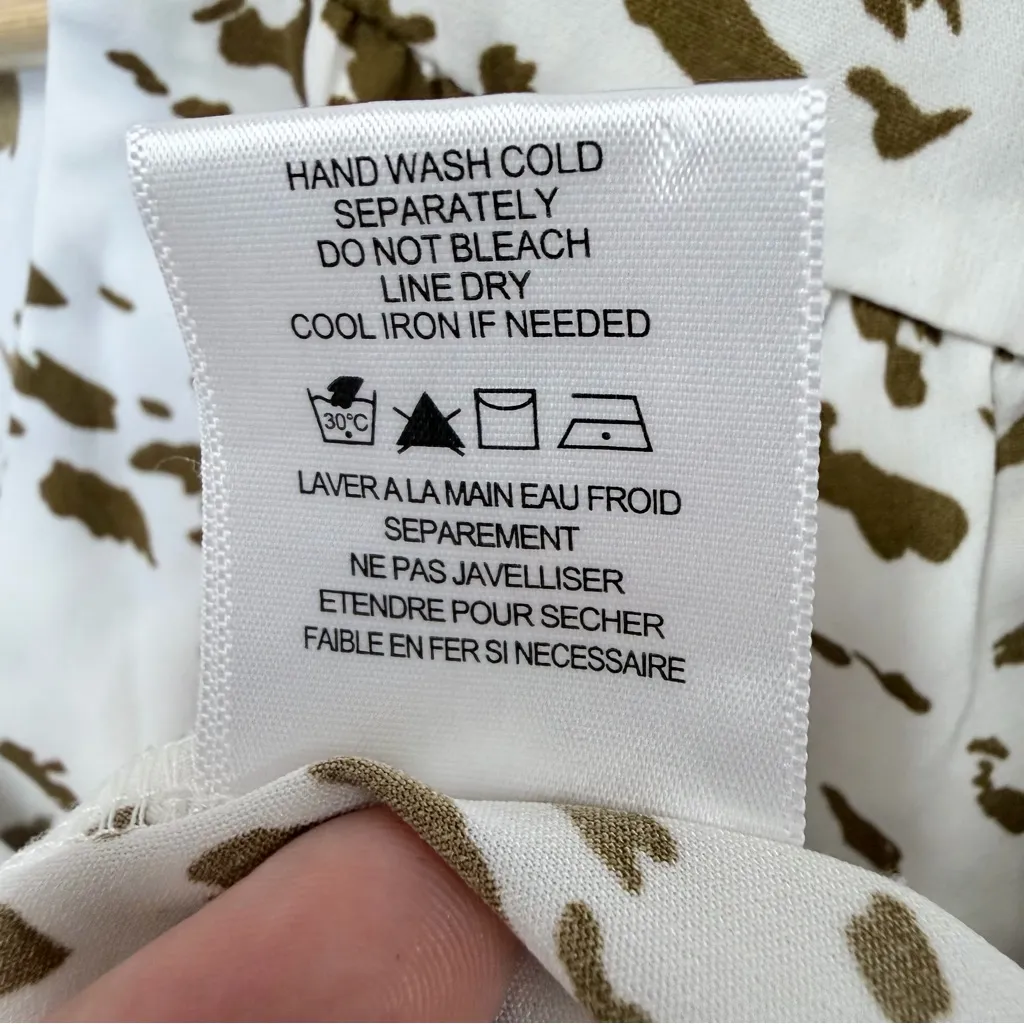 HAND WASH COLD
SEPARATELY
DO NOT BLEACH
LINE DRY
COOL IRON IF NEEDED
30°C
LAVER A LA MAIN EAU FROID
SEPAREMENT
NE PAS JAVELLISER
ETENDRE POUR SECHER
FAIBLE EN FER SI NECESSAIRE